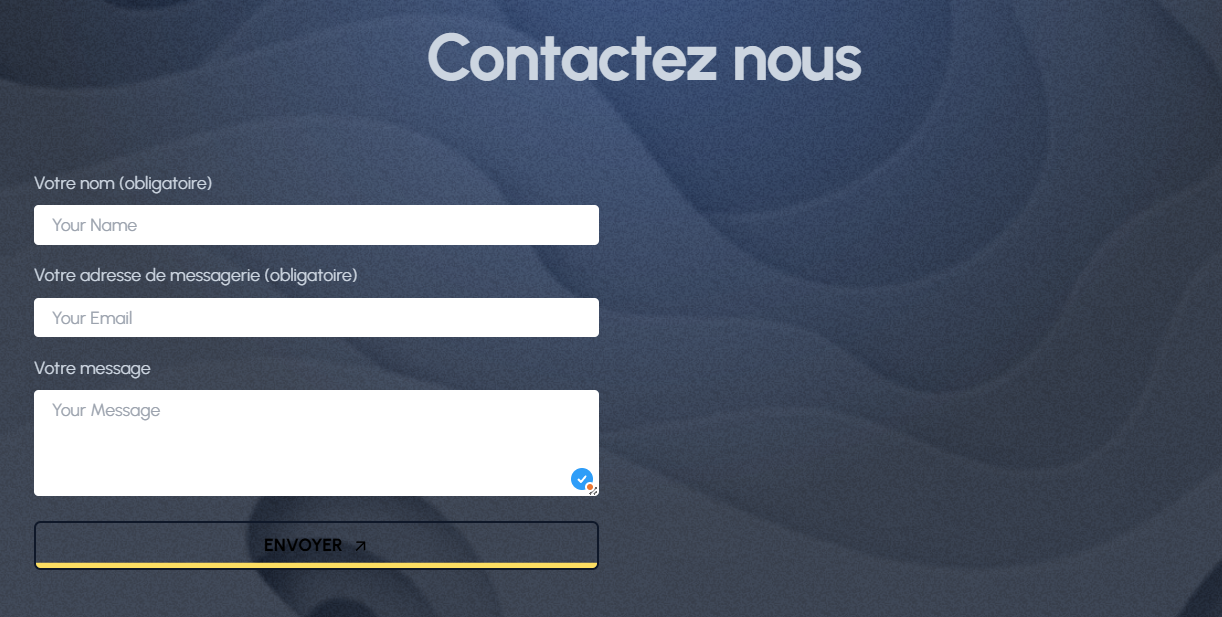 Contactez nous
Votre nom (obligatoire)
Your Name
Votre adresse de messagerie (obligatoire)
Your Email
Votre message
Your Message
ENVOYER